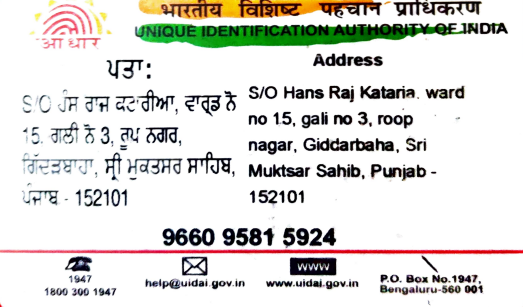 भारतीय विशिष्ट पहचान प्राधिकरण
UNIQUE IDENTIFICATION AUTHORITY OF INDIA
आधार
ਪਤਾ:
S/O ਹੰਸ ਰਾਜ ਕਟਾਰੀਆ, ਵਾਰ੍ਡ ਨੋ
15, ਗਲੀ ਨੋ 3, ਰੂਪ ਨਗਰ,
ਗਿੱਦੜਬਾਹਾ, ਸ੍ਰੀ ਮੁਕਤਸਰ ਸਾਹਿਬ,
ਪੰਜਾਬ - 152101
Address
S/O Hans Raj Kataria, ward
no 15, gali no 3, roop
nagar, Giddarbaha, Sri
Muktsar Sahib, Punjab -
152101
9660 9581 5924
1947
1800 300 1947
help@uidai.gov.in
www
www.uidai.gov.in
P.O. Box No.1947,
Bengaluru-560 001